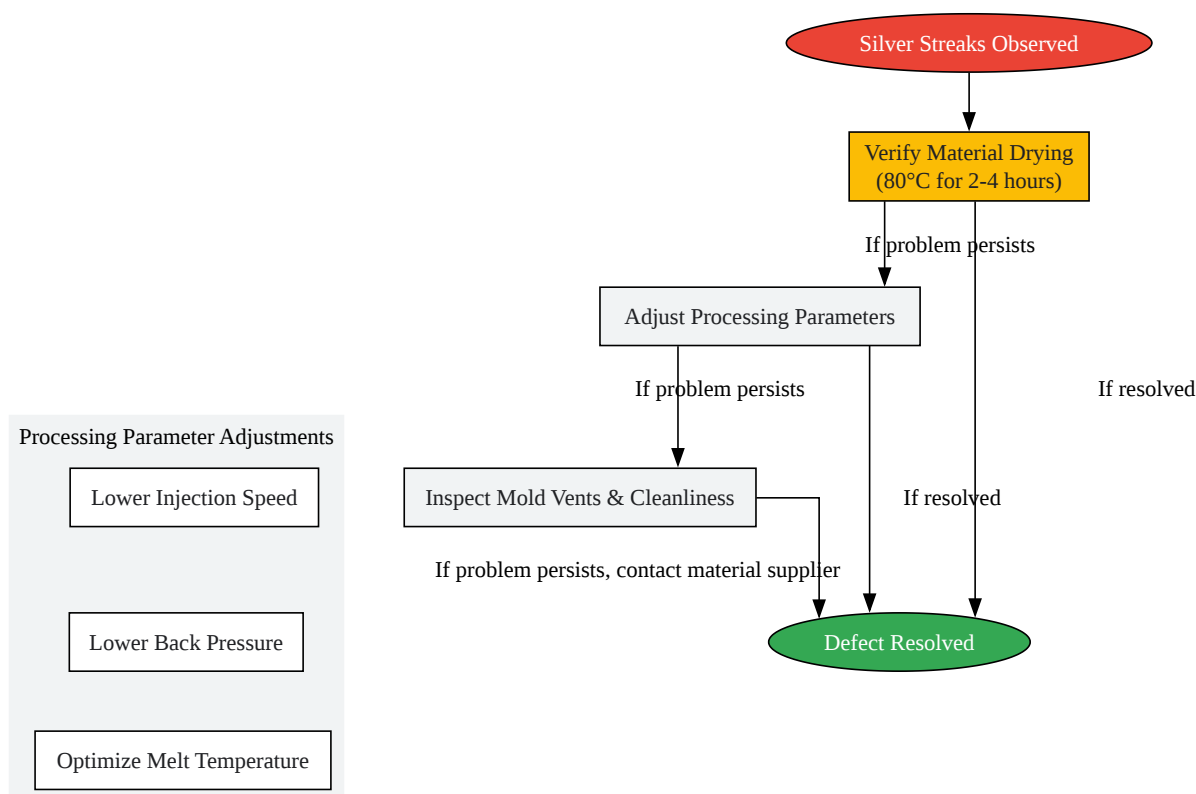 Silver Streaks Observed
Verify Material Drying
(80°C for 2-4 hours)
If problem persists
Adjust Processing Parameters
If problem persists
If resolved
Processing Parameter Adjustments
Lower Injection Speed
Inspect Mold Vents & Cleanliness
If resolved
If problem persists, contact material supplier
Lower Back Pressure
Defect Resolved
Optimize Melt Temperature